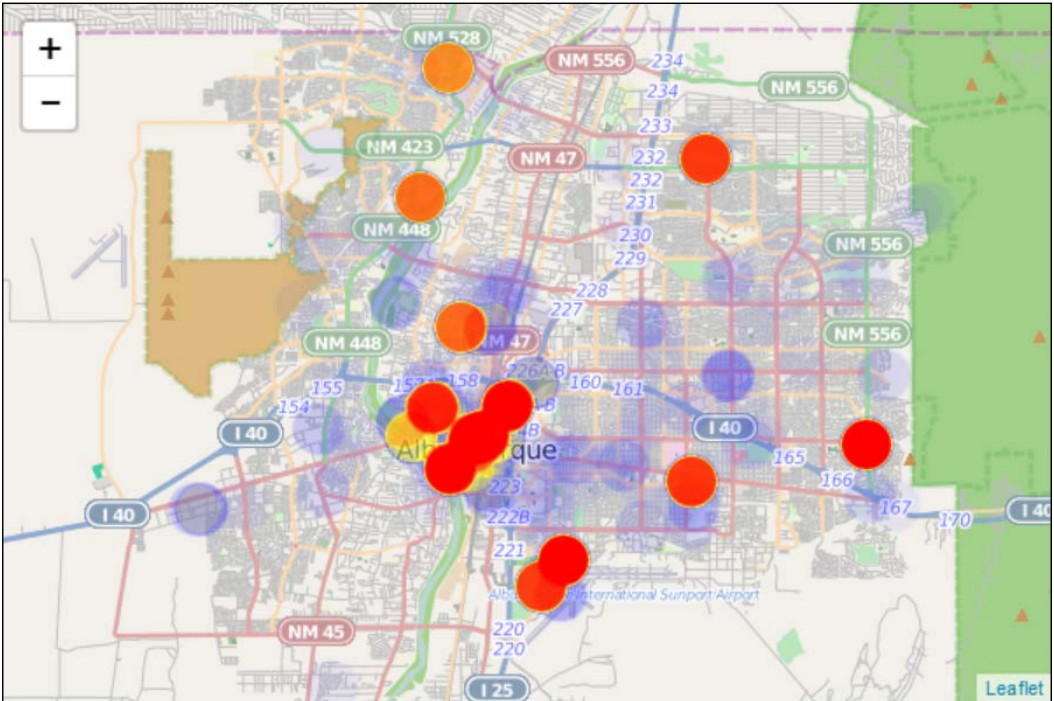 +
−
NM 528
NM 556
234
NM 556
234
233
NM 423
NM 47
232
232
231
NM 448
230
NM 556
229
228
227
NM 448
NM 47
NM 556
226A-B
155
157
158
160
161
154
I 40
I 40
que
165
166
223
167
I 40
I 40
222B
170
221
International Sunport Airport
220
NM 45
220
I 25
Leaflet